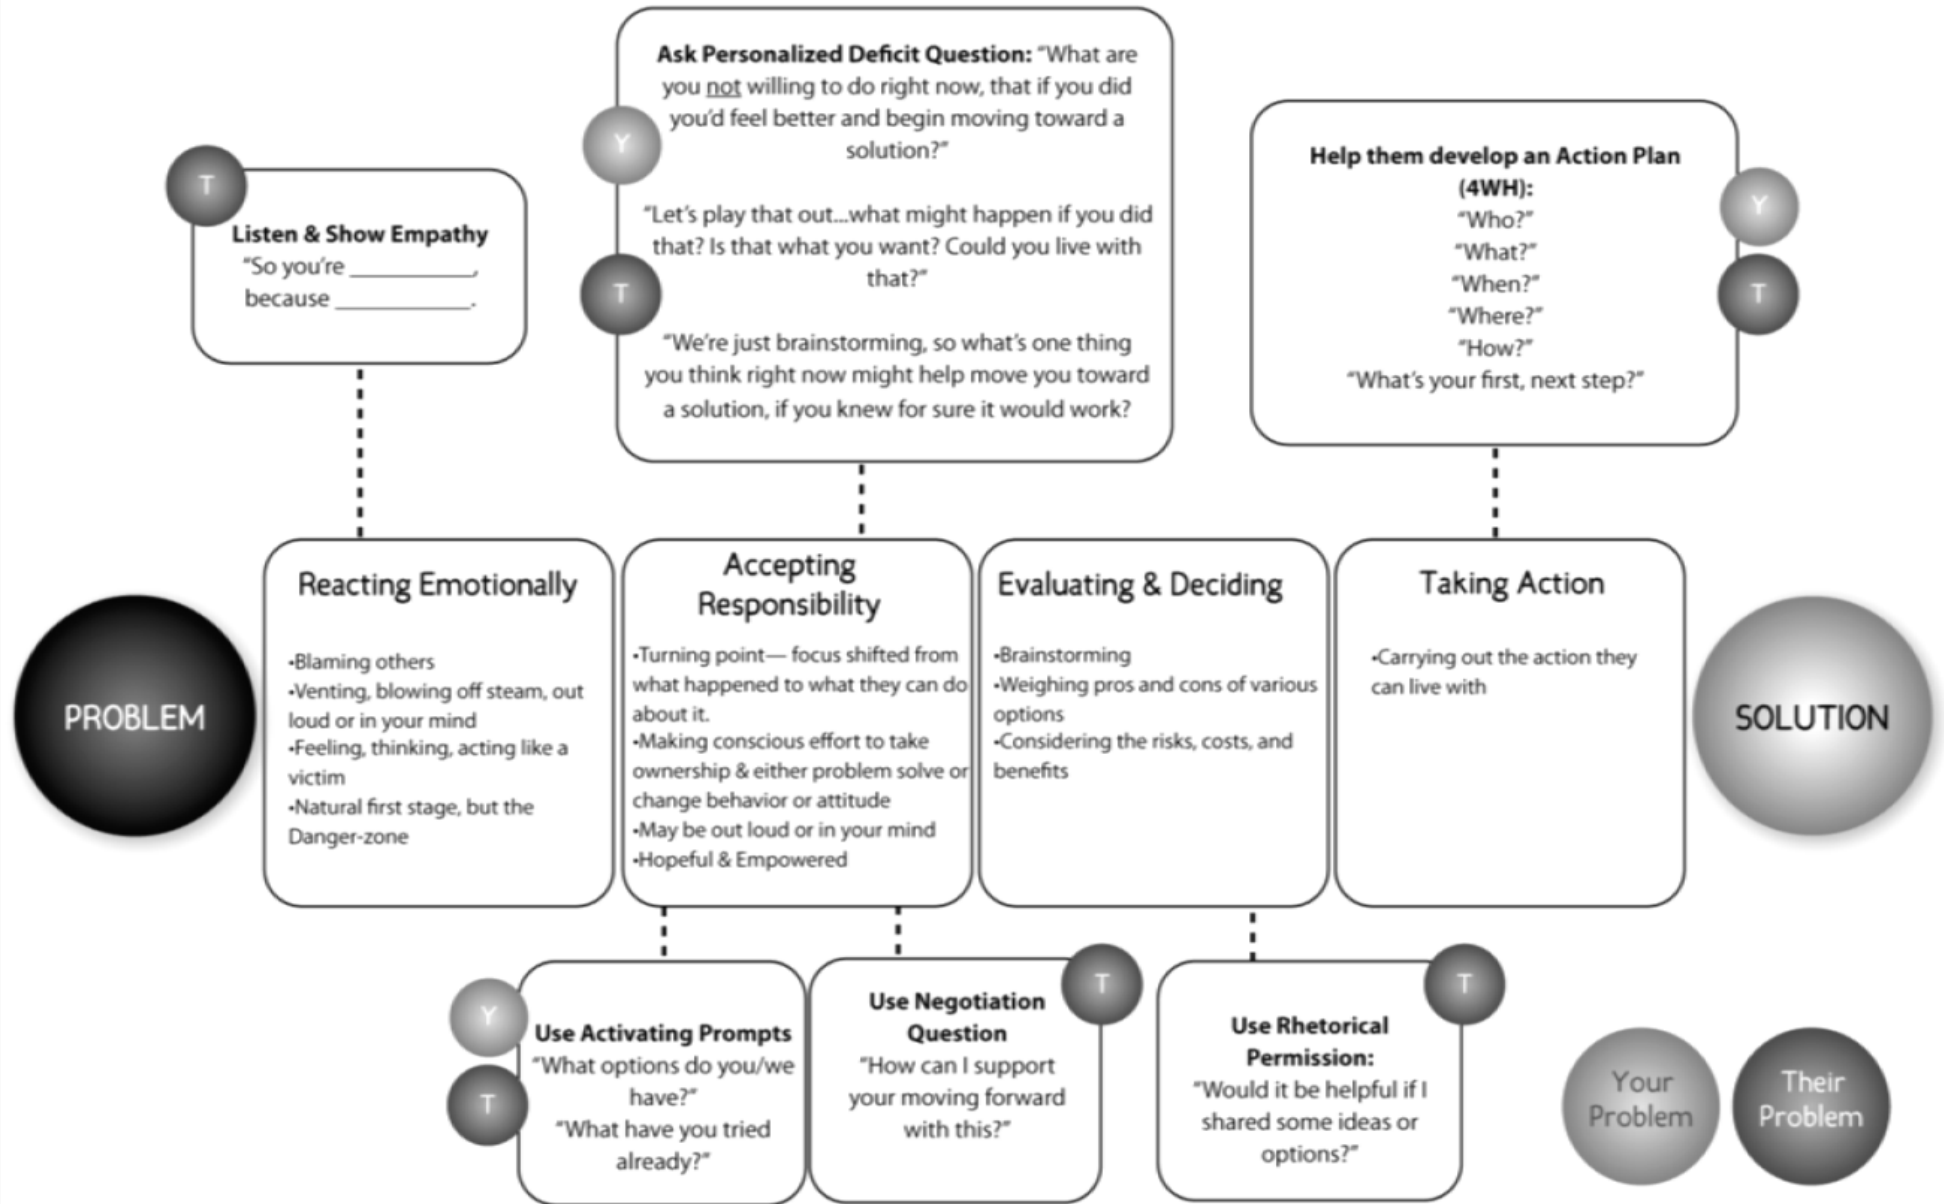 Ask Personalized Deficit Question: “What are
you not willing to do right now, that if you did
you’d feel better and begin moving toward a
solution?”
“Let’s play that out...what might happen if you did
that? Is that what you want? Could you live with
that?”
“We’re just brainstorming, so what’s one thing
you think right now might help move you toward
a solution, if you knew for sure it would work?
Y
T
T
Listen & Show Empathy
“So you’re __________,
because ___________.
Help them develop an Action Plan
(4WH):
“Who?”
“What?”
“When?”
“Where?”
“How?”
“What’s your first, next step?”
Y
T
PROBLEM
Reacting Emotionally
•Blaming others
•Venting, blowing off steam, out
loud or in your mind
•Feeling, thinking, acting like a
victim
•Natural first stage, but the
Danger-zone
Accepting
Responsibility
•Turning point— focus shifted from
what happened to what they can do
about it.
•Making conscious effort to take
ownership & either problem solve or
change behavior or attitude
•May be out loud or in your mind
•Hopeful & Empowered
Evaluating & Deciding
•Brainstorming
•Weighing pros and cons of various
options
•Considering the risks, costs, and
benefits
Taking Action
•Carrying out the action they
can live with
SOLUTION
Y
T
Use Activating Prompts
“What options do you/we
have?”
“What have you tried
already?”
T
Use Negotiation
Question
“How can I support
your moving forward
with this?”
T
Use Rhetorical
Permission:
“Would it be helpful if I
shared some ideas or
options?”
Your
Problem
Their
Problem